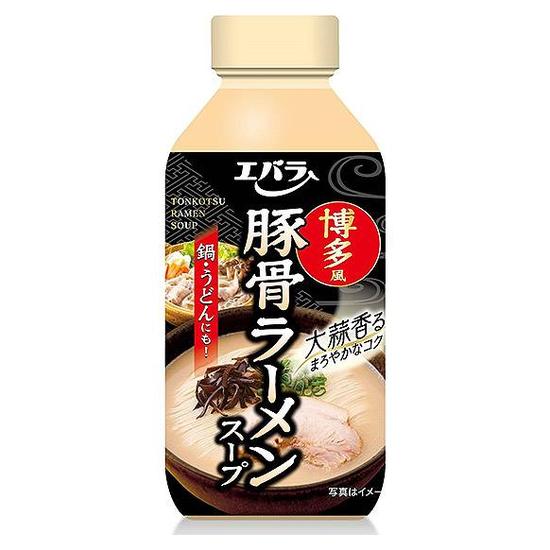 エバラ
TONKOTSU
RAMEN
SOUP
博多風
豚骨ラーメン
スープ
鍋・うどんにも!
大蒜香る
まろやかなコク
写真はイメー